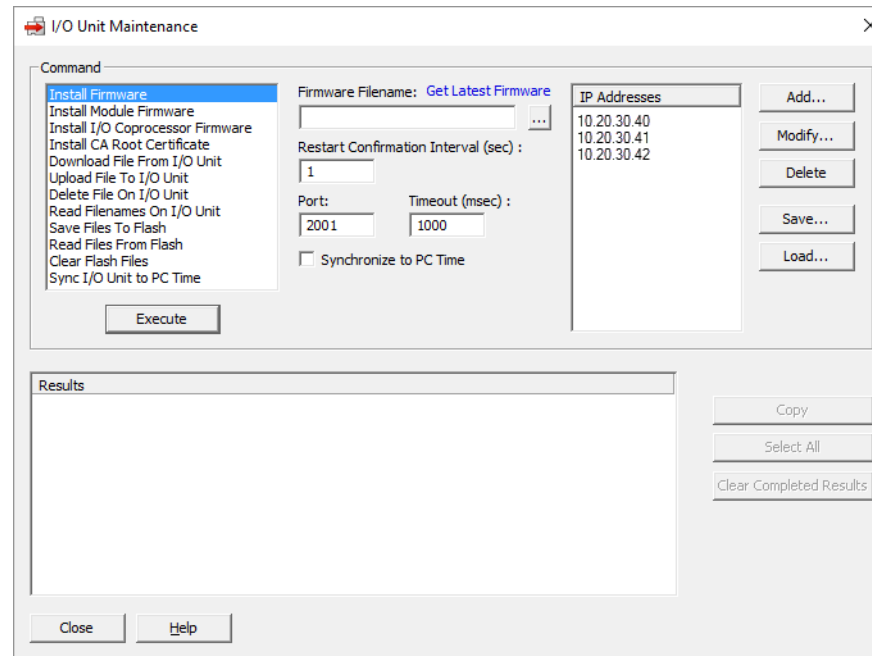 I/O Unit Maintenance
Command
Install Firmware
Install Module Firmware
Install I/O Coprocessor Firmware
Install CA Root Certificate
Download File From I/O Unit
Upload File To I/O Unit
Delete File On I/O Unit
Read Filenames On I/O Unit
Save Files To Flash
Read Files From Flash
Clear Flash Files
Sync I/O Unit to PC Time
Execute
Firmware Filename: Get Latest Firmware
...
Restart Confirmation Interval (sec) :
1
Port: Timeout (msec) :
2001 1000
Synchronize to PC Time
IP Addresses
10.20.30.40
10.20.30.41
10.20.30.42
Add...
Modify...
Delete
Save...
Load...
Results
Copy
Select All
Clear Completed Results
Close
Help